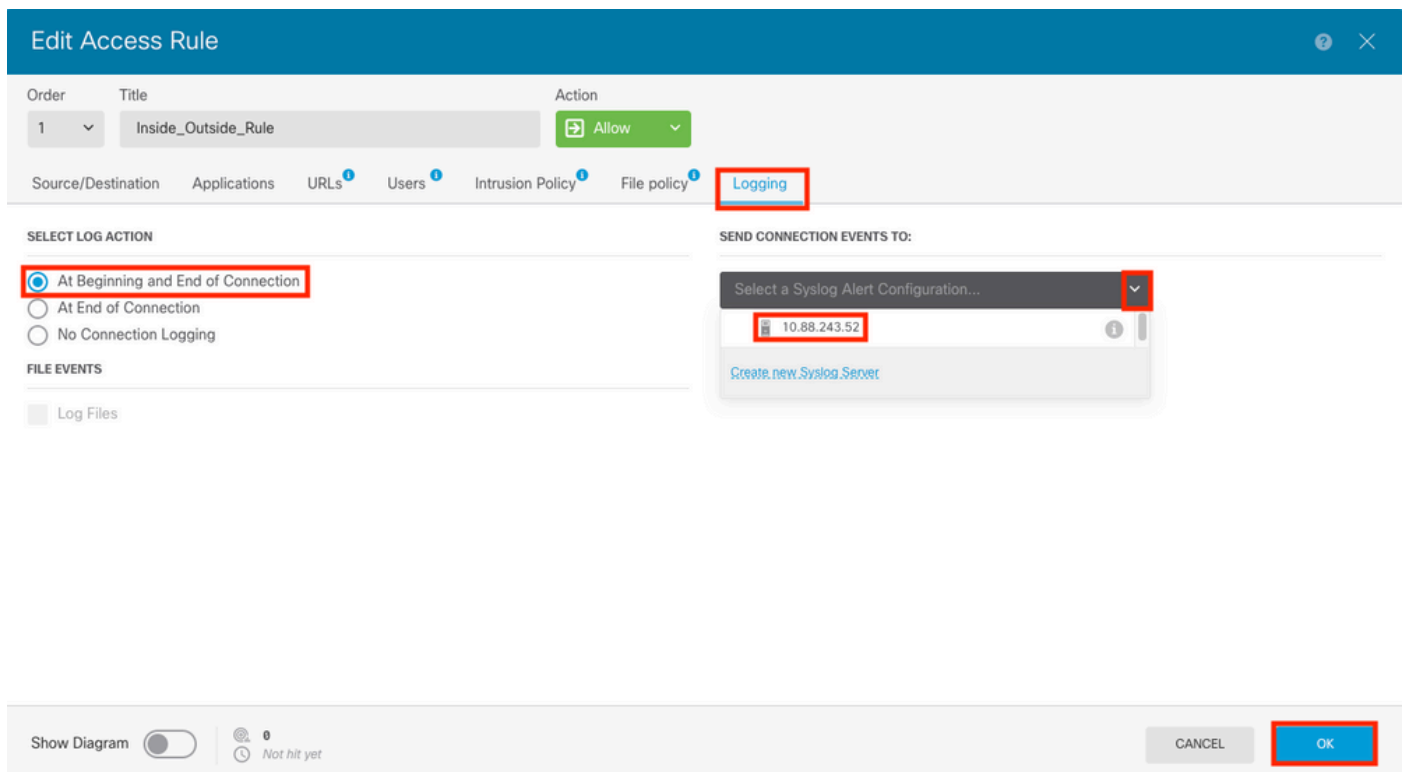 Edit Access Rule
Order Title Action
1 Inside_Outside_Rule Allow
Source/Destination Applications URLs Users Intrusion Policy File policy Logging
SELECT LOG ACTION
At Beginning and End of Connection
At End of Connection
No Connection Logging
FILE EVENTS
Log Files
SEND CONNECTION EVENTS TO:
Select a Syslog Alert Configuration...
10.88.243.52
Create new Syslog Server
Show Diagram
0
Not hit yet
CANCEL OK